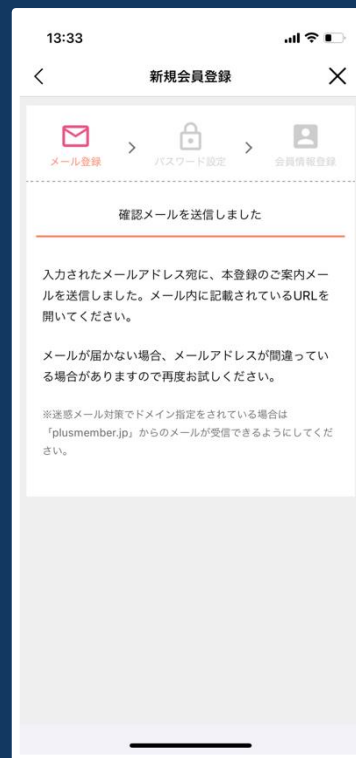 13:33
新規会員登録
メール登録
パスワード設定
会員情報登録
確認メールを送信しました
入力されたメールアドレス宛に、本登録のご案内メー
ルを送信しました。メール内に記載されているURLを
開いてください。
メールが届かない場合、メールアドレスが間違ってい
る場合がありますので再度お試しください。
※迷惑メール対策でドメイン指定をされている場合は
「plusmember.jp」からのメールが受信できるようにしてくだ
さい。